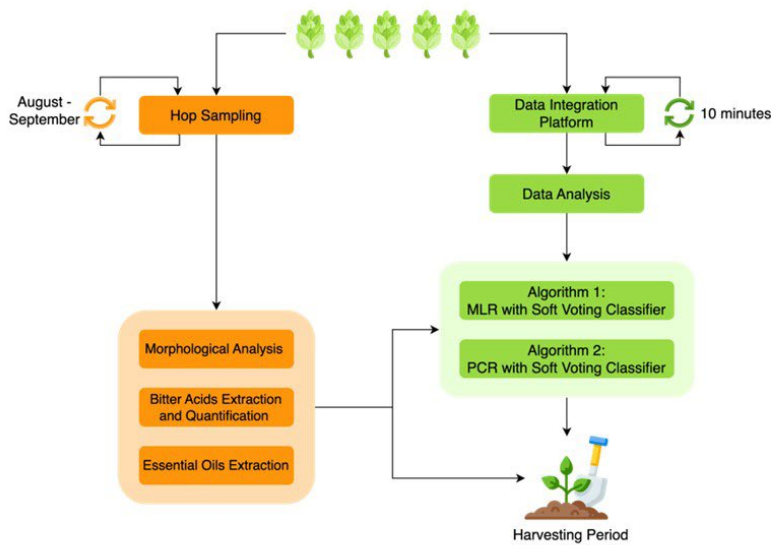 August -
September
Hop Sampling
Data Integration
Platform
10 minutes
Data Analysis
Algorithm 1:
MLR with Soft Voting Classifier
Algorithm 2:
PCR with Soft Voting Classifier
Morphological Analysis
Bitter Acids Extraction
and Quantification
Essential Oils Extraction
Harvesting Period